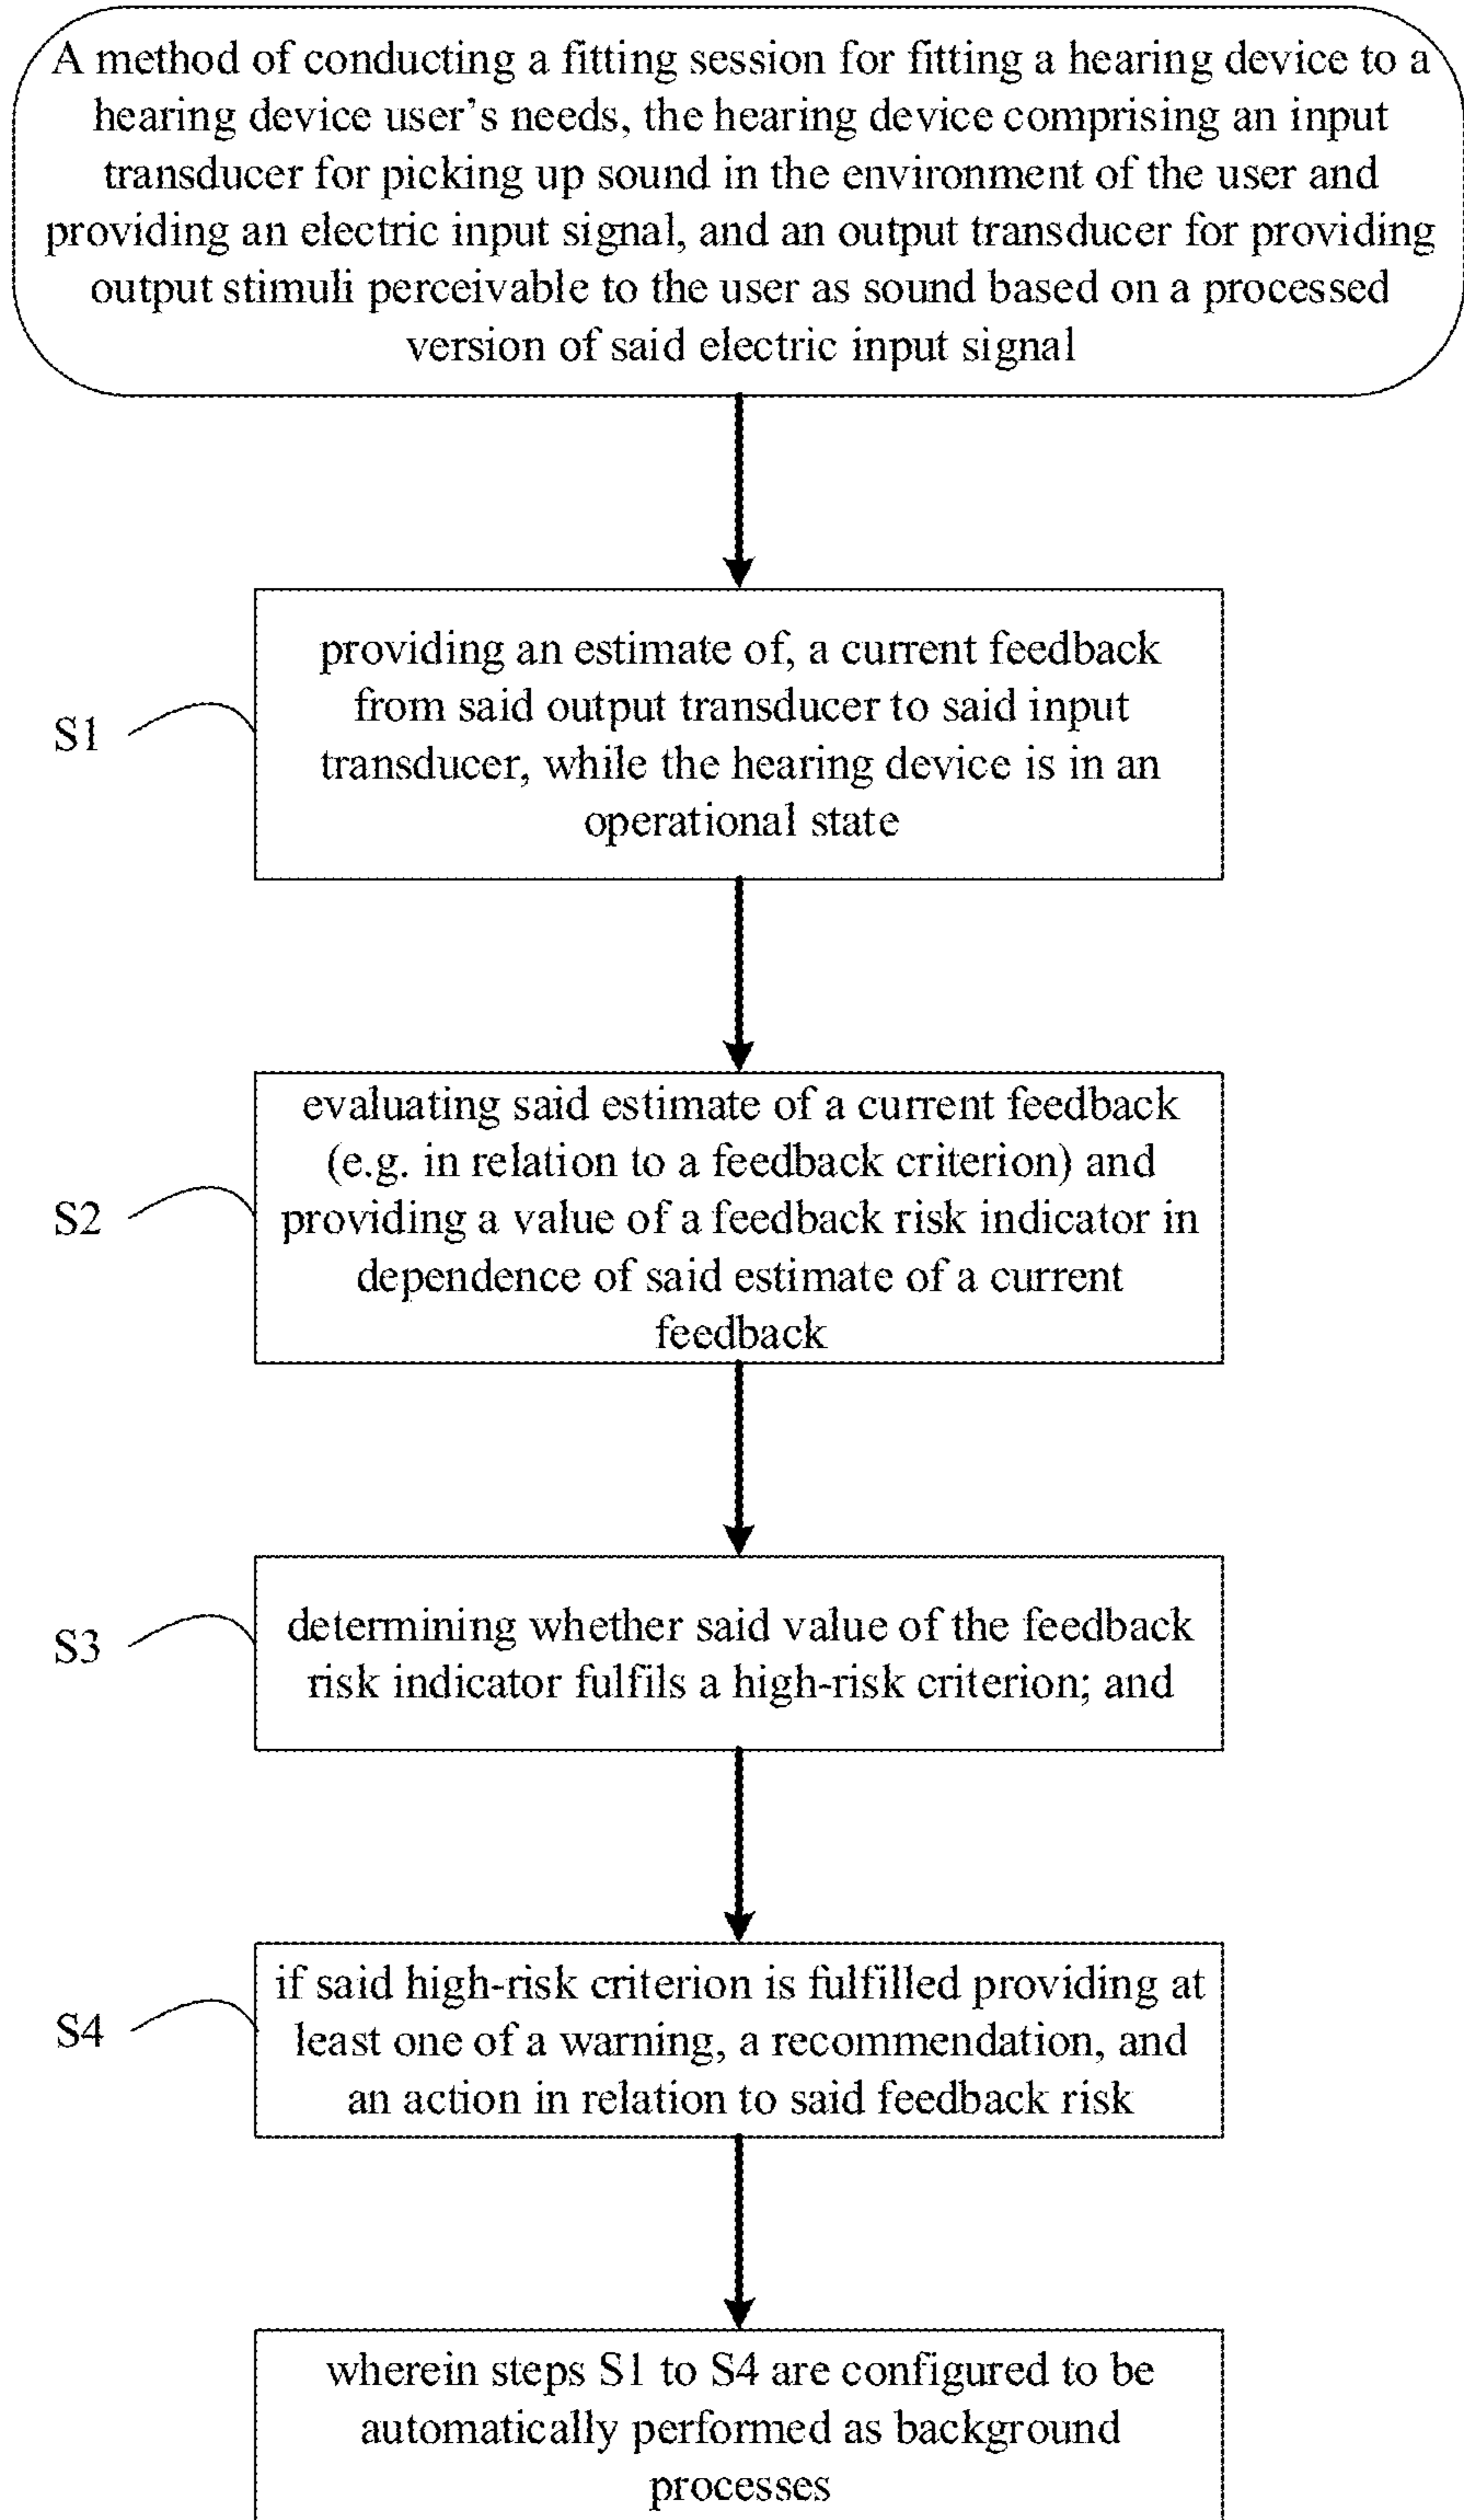 A method of conducting a fitting session for fitting a hearing device to a
hearing device user's needs, the hearing device comprising an input
transducer for picking up sound in the environment of the user and
providing an electric input signal, and an output transducer for providing
output stimuli perceivable to the user as sound based on a processed
version of said electric input signal
providing an estimate of, a current feedback
from said output transducer to said input
transducer, while the hearing device is in an
operational state
S1
evaluating said estimate of a current feedback
(e.g. in relation to a feedback criterion) and
providing a value of a feedback risk indicator in
dependence of said estimate of a current
feedback
S2
determining whether said value of the feedback
risk indicator fulfils a high-risk criterion; and
S3
if said high-risk criterion is fulfilled providing at
least one of a warning, a recommendation, and
an action in relation to said feedback risk
S4
wherein steps S1 to S4 are configured to be
automatically performed as background
processes